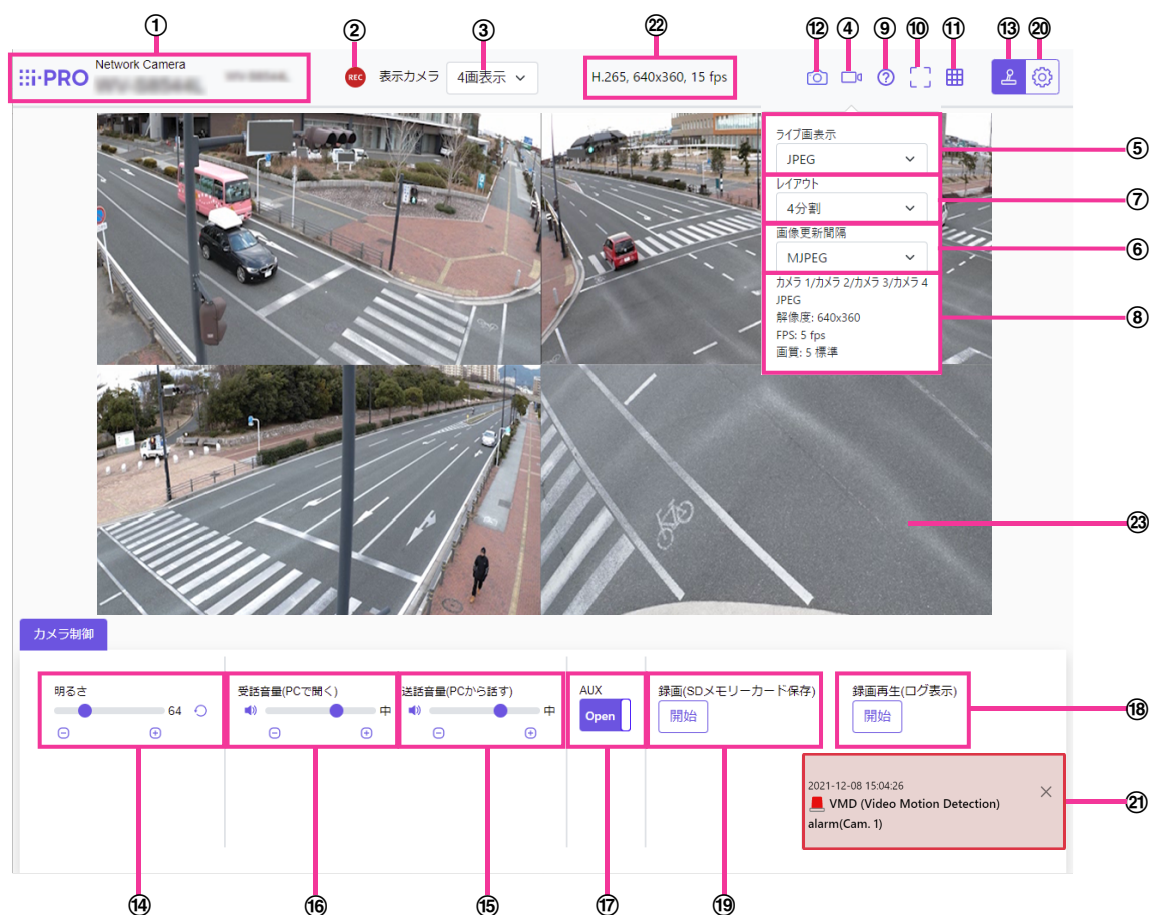 ① ② ③ ㉒ ⑫ ④ ⑨ ⑩ ⑪ ⑬ ⑳
i-PRO Network Camera
REC 表示カメラ 4画表示
H.265, 640x360, 15 fps
ライブ画表示
JPEG
⑤
レイアウト
4分割
⑦
画像更新間隔
MJPEG
⑥
カメラ 1/カメラ 2/カメラ 3/カメラ 4
JPEG
解像度: 640x360
FPS: 5 fps
画質: 5 標準
⑧
㉓
カメラ制御
明るさ
64
受話音量(PCで聞く)
中
送話音量(PCから話す)
中
AUX
Open
録画(SDメモリーカード保存)
開始
録画再生(ログ表示)
開始
⑱
2021-12-08 15:04:26
VMD (Video Motion Detection)
alarm(Cam. 1)
㉑
⑭ ⑯ ⑮ ⑰ ⑲